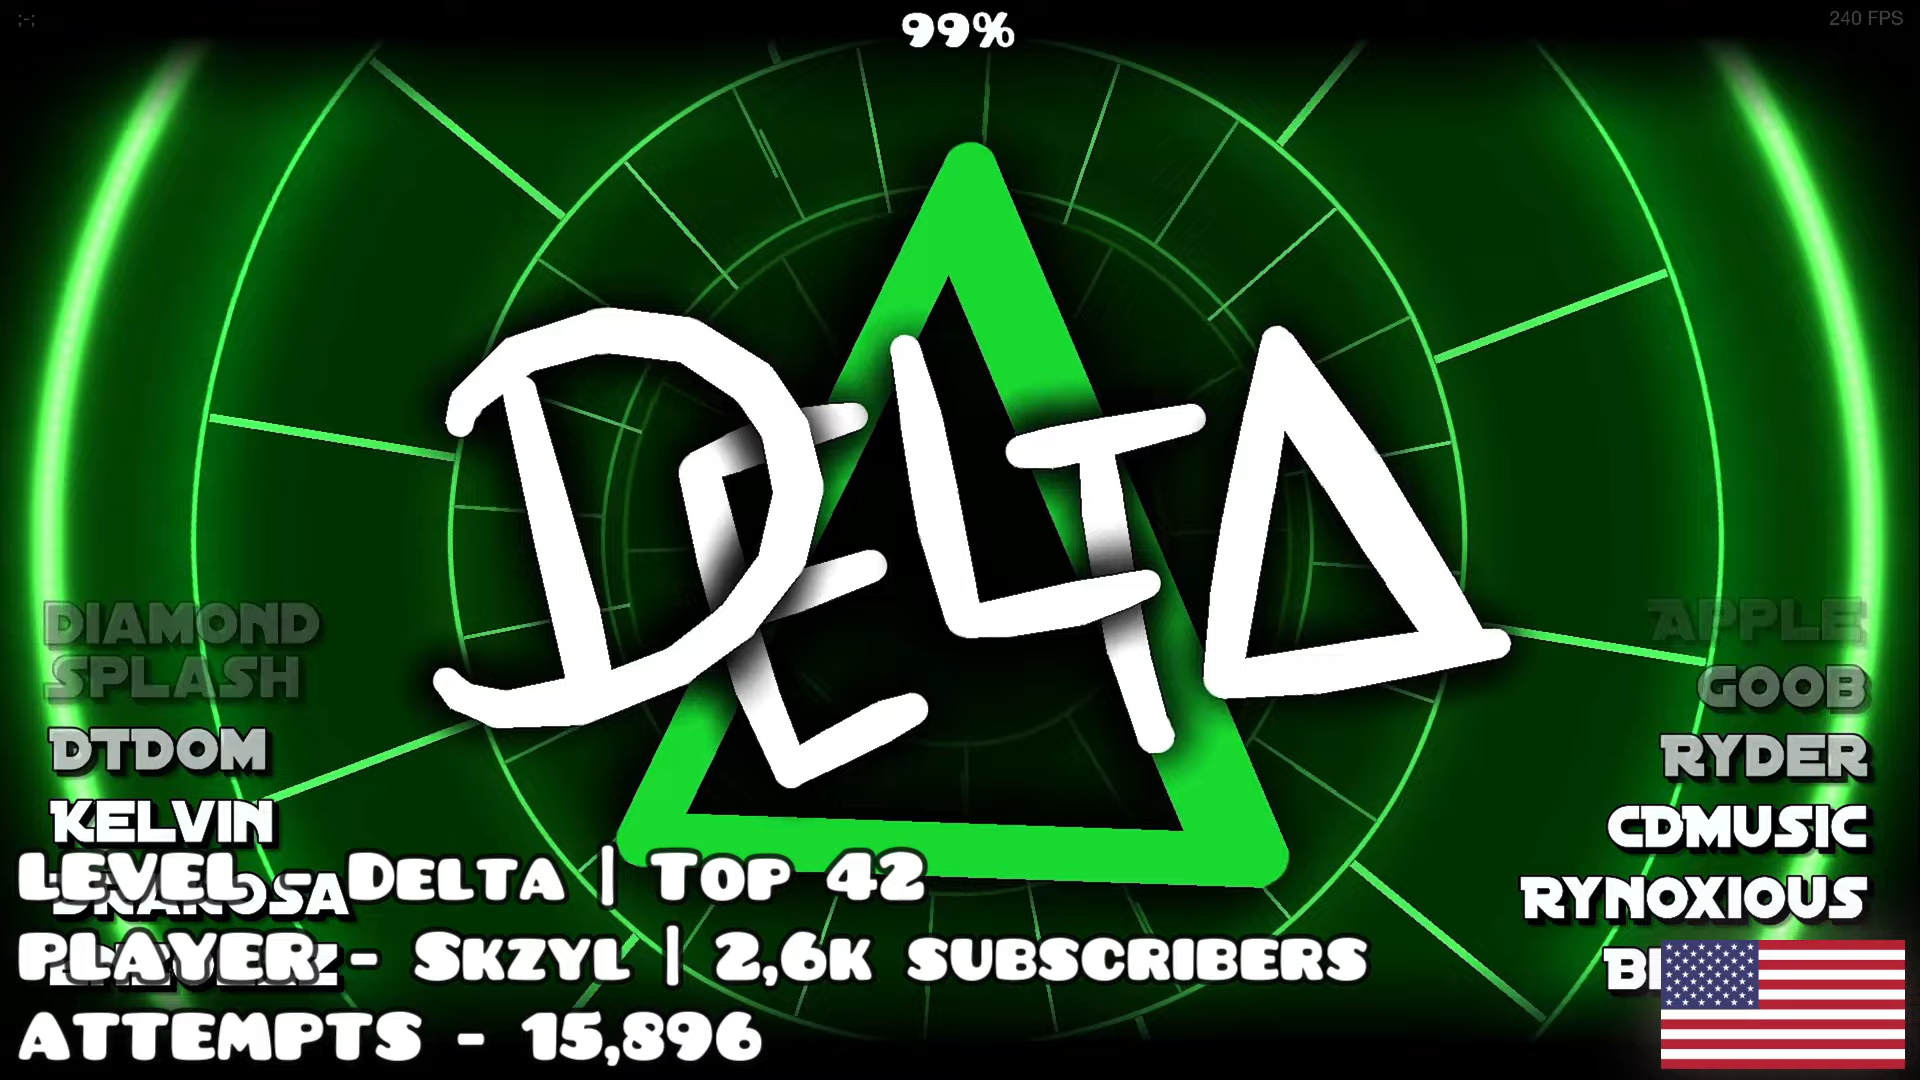 ;-;
99%
240 FPS
DELTA
DIAMOND
SPLASH
DTDOM
KELVIN
APPLE
GOOB
RYDER
CDMUSIC
RYNOXIOUS
LEVEL - DELTA | TOP 42
PLAYER - SKZYL | 2,6K SUBSCRIBERS
ATTEMPTS - 15,896